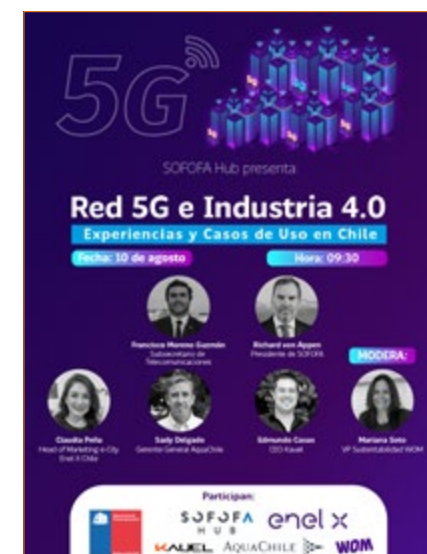 5G
SOFOFA Hub presenta:
Red 5G e Industria 4.0
Experiencias y Casos de Uso en Chile
Fecha: 10 de agosto
Hora: 09:30
Francisco Moreno Guzmán
Subsecretario de
Telecomunicaciones
Richard von Appen
Presidente de SOFOFA
MODERA:
Claudia Peña
Head of Marketing e-City
Enel X Chile
Sady Delgado
Gerente General AquaChile
Edmundo Casas
CEO Kauel
Mariana Soto
VP Sustentabilidad WOM
Participan:
SOFOFA
HUB
enel x
KAUEL
AQUACHILE
WOM